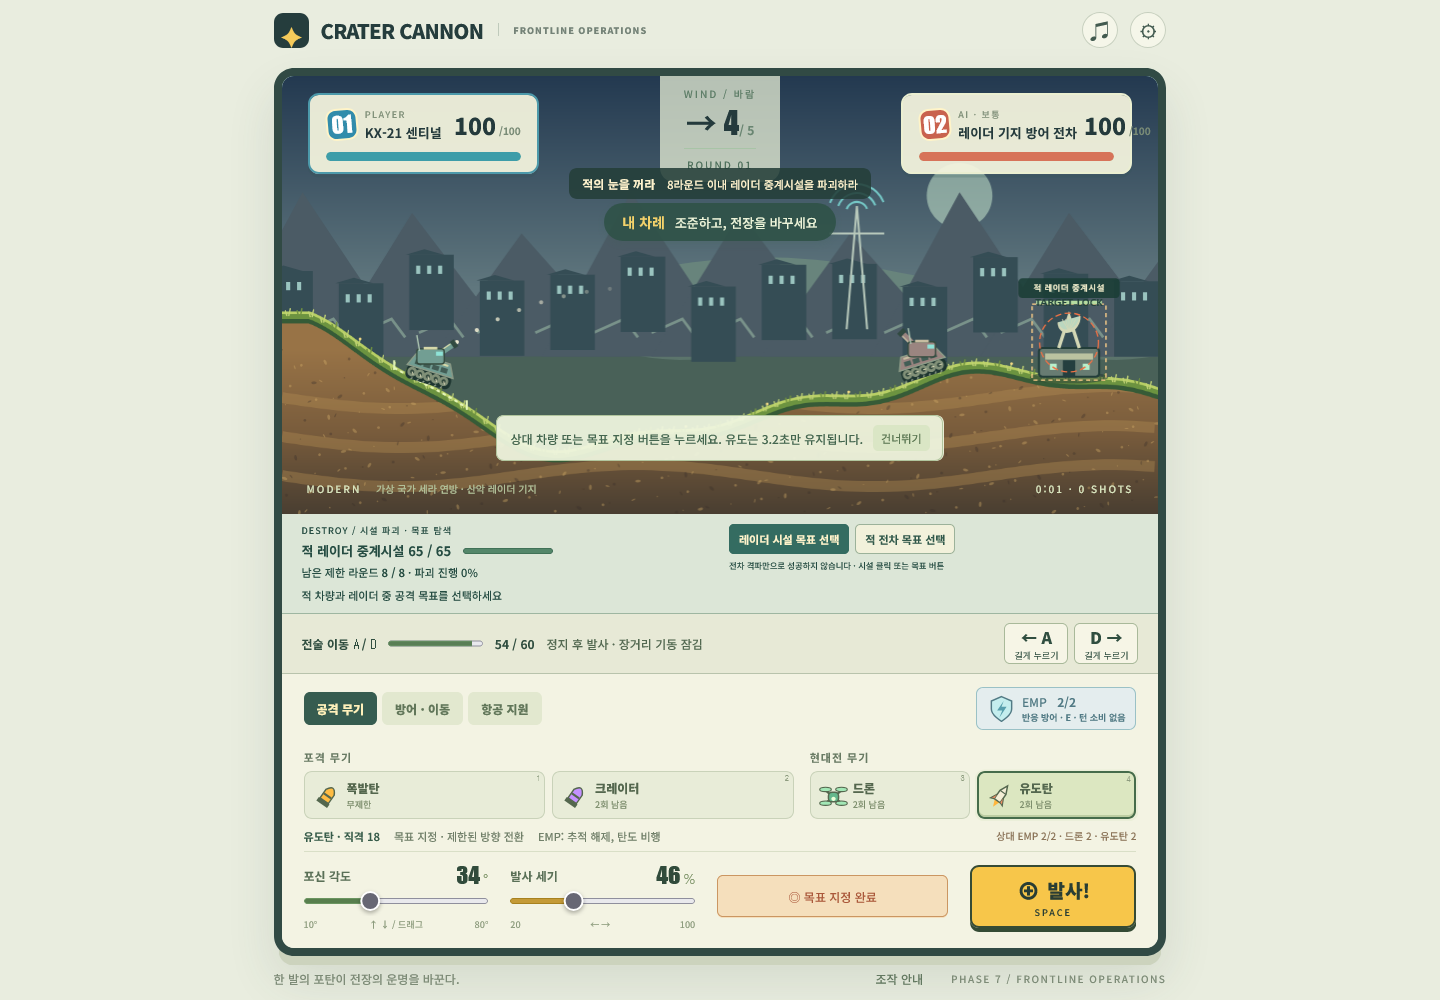 CRATER CANNON
FRONTLINE OPERATIONS
01
PLAYER
KX-21 센티널
100 /100
WIND / 바람
→ 4 / 5
ROUND 01
02
AI · 보통
레이더 기지 방어 전차
100 /100
적의 눈을 꺼라 8라운드 이내 레이더 중계시설을 파괴하라
내 차례 조준하고, 전장을 바꾸세요
적 레이더 중계시설
TARGET LOCK
상대 차량 또는 목표 지정 버튼을 누르세요. 유도는 3.2초만 유지됩니다. 건너뛰기
MODERN 가상 국가 세라 연방 · 산악 레이더 기지
0:01 · 0 SHOTS
DESTROY / 시설 파괴 · 목표 탐색
적 레이더 중계시설 65 / 65
남은 제한 라운드 8 / 8 · 파괴 진행 0%
적 차량과 레이더 중 공격 목표를 선택하세요
레이더 시설 목표 선택 적 전차 목표 선택
전차 격파만으로 성공하지 않습니다 · 시설 클릭 또는 목표 버튼
전술 이동 A / D 54 / 60 정지 후 발사 · 장거리 기동 잠김
← A
길게 누르기
D →
길게 누르기
공격 무기 방어 · 이동 항공 지원
EMP 2/2
반응 방어 · E · 턴 소비 없음
포격 무기
폭발탄 1
무제한
크레이터 2
2회 남음
현대전 무기
드론 3
2회 남음
유도탄 4
2회 남음
유도탄 · 직격 18 목표 지정 · 제한된 방향 전환 EMP: 추적 해제, 탄도 비행
상대 EMP 2/2 · 드론 2 · 유도탄 2
포신 각도 34°
10° ↑ ↓ / 드래그 80°
발사 세기 46 %
20 ←→ 100
◎ 목표 지정 완료
발사!
SPACE
한 발의 포탄이 전장의 운명을 바꾼다.
조작 안내
PHASE 7 / FRONTLINE OPERATIONS